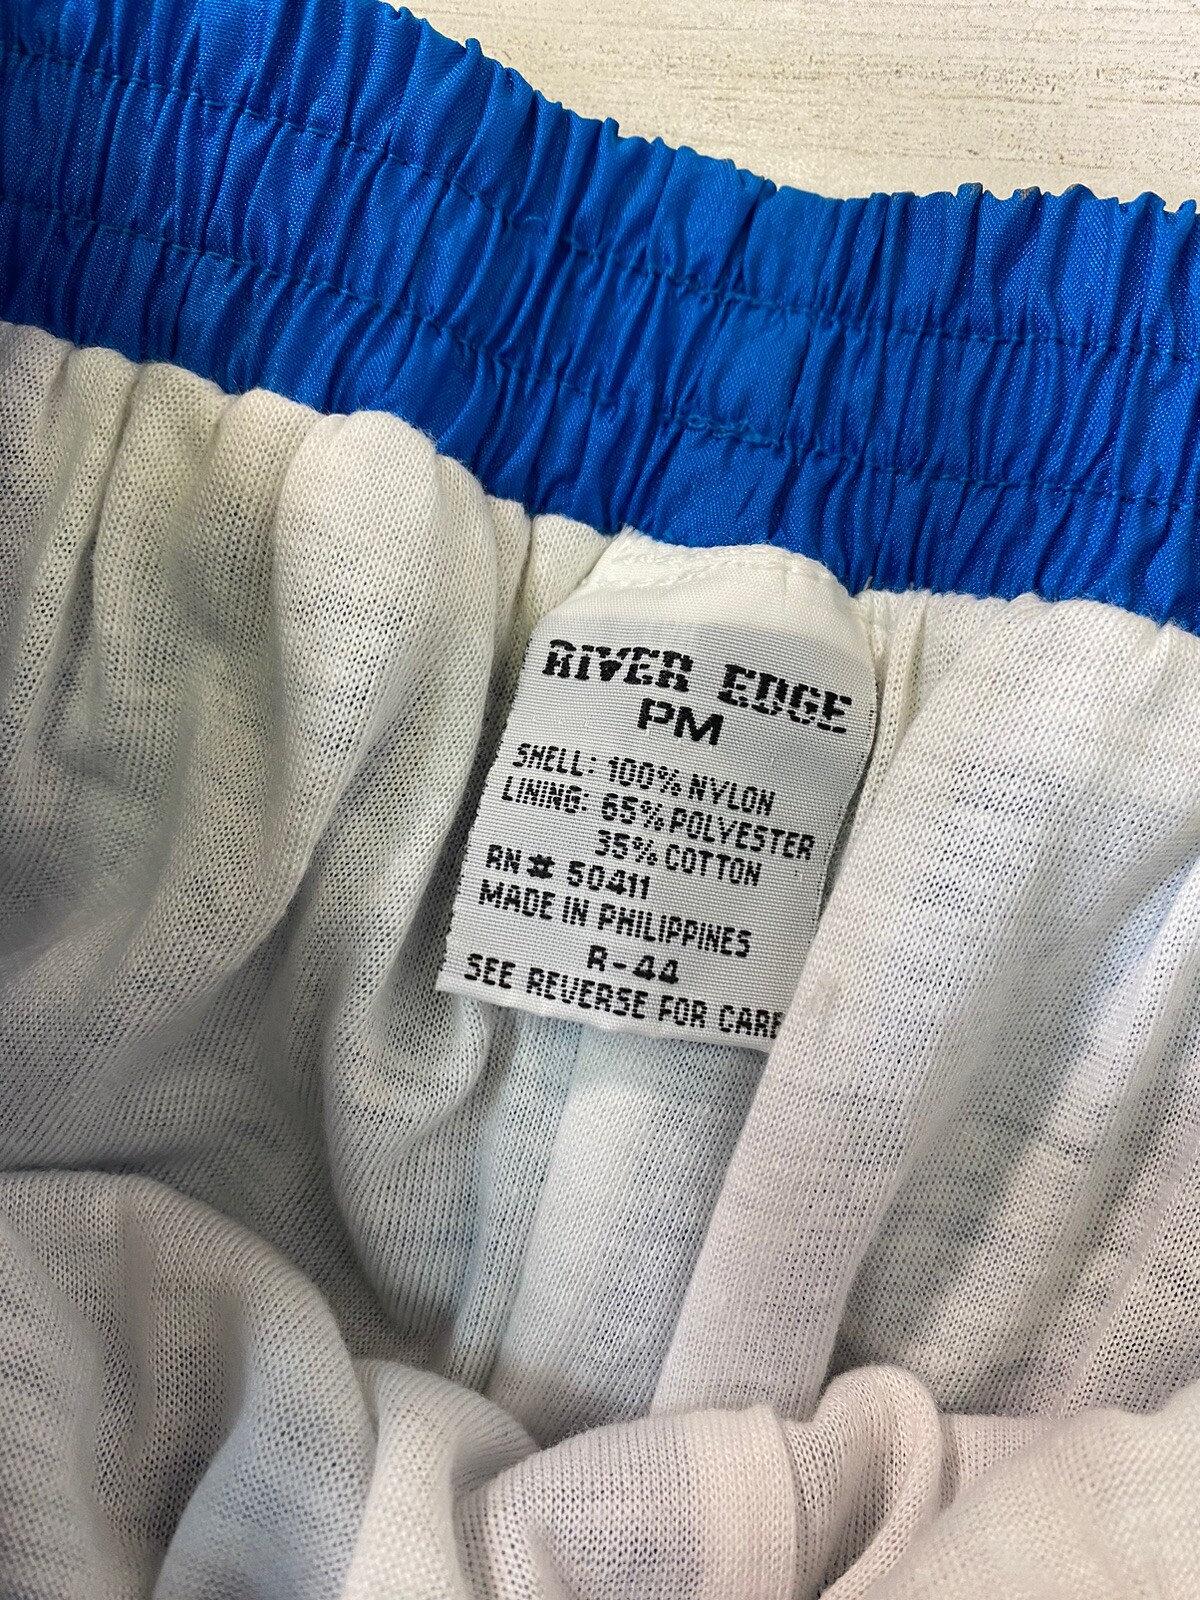 RIVER EDGE
PM
SHELL: 100% NYLON
LINING: 65% POLYESTER
35% COTTON
RN# 50411
MADE IN PHILIPPINES
R-44
SEE REVERSE FOR CARE